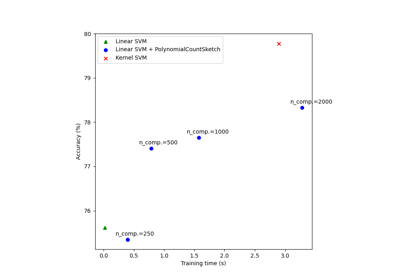 80
Linear SVM
Linear SVM + PolynomialCountSketch
Kernel SVM
79
n_comp.=2000
78
n_comp.=1000
n_comp.=500
77
76
n_comp.=250
Accuracy (%)
0.0 0.5 1.0 1.5 2.0 2.5 3.0
Training time (s)